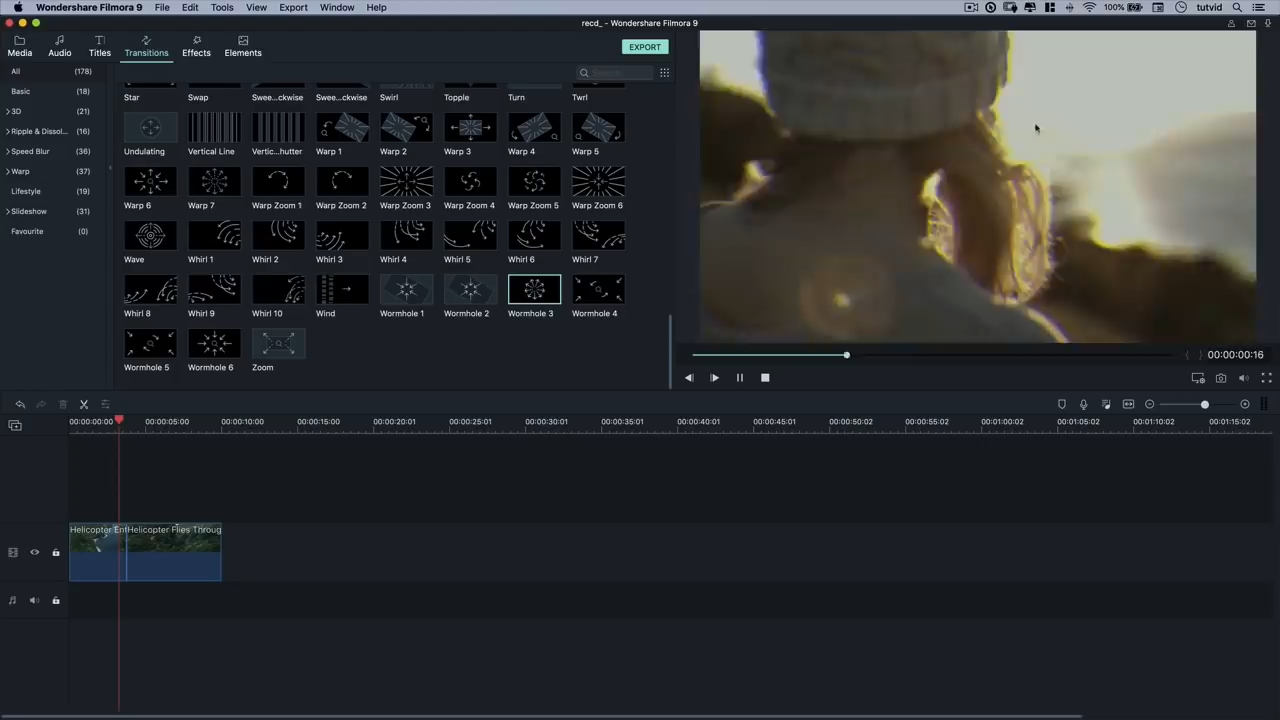 Wondershare Filmora 9 File Edit Tools View Export Window Help 100% tutvid
recd_ - Wondershare Filmora 9
Media Audio Titles Transitions Effects Elements EXPORT
All (178) Search
Basic (18)
3D (21)
Ripple & Dissol... (16)
Speed Blur (36)
Warp (37)
Lifestyle (19)
Slideshow (31)
Favourite (0)
Star Swap Swee...ckwise Swee...ckwise Swirl Topple Turn Twrl
Undulating Vertical Line Vertic...hutter Warp 1 Warp 2 Warp 3 Warp 4 Warp 5
Warp 6 Warp 7 Warp Zoom 1 Warp Zoom 2 Warp Zoom 3 Warp Zoom 4 Warp Zoom 5 Warp Zoom 6
Wave Whirl 1 Whirl 2 Whirl 3 Whirl 4 Whirl 5 Whirl 6 Whirl 7
Whirl 8 Whirl 9 Whirl 10 Wind Wormhole 1 Wormhole 2 Wormhole 3 Wormhole 4
Wormhole 5 Wormhole 6 Zoom
00:00:00:16
00:00:00:00 00:00:05:00 00:00:10:00 00:00:15:00 00:00:20:01 00:00:25:01 00:00:30:01 00:00:35:01 00:00:40:01 00:00:45:01 00:00:50:02 00:00:55:02 00:01:00:02 00:01:05:02 00:01:10:02 00:01:15:02
Helicopter Ent Helicopter Flies Throug